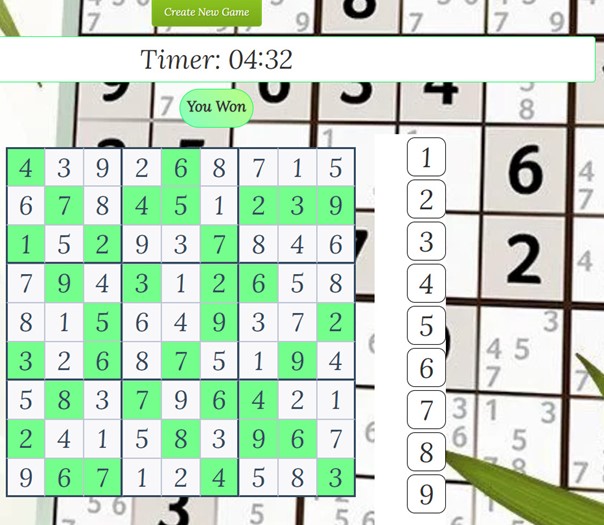 Create New Game
Timer: 04:32
You Won
4 3 9 2 6 8 7 1 5
6 7 8 4 5 1 2 3 9
1 5 2 9 3 7 8 4 6
7 9 4 3 1 2 6 5 8
8 1 5 6 4 9 3 7 2
3 2 6 8 7 5 1 9 4
5 8 3 7 9 6 4 2 1
2 4 1 5 8 3 9 6 7
9 6 7 1 2 4 5 8 3
1
2
3
4
5
6
7
8
9